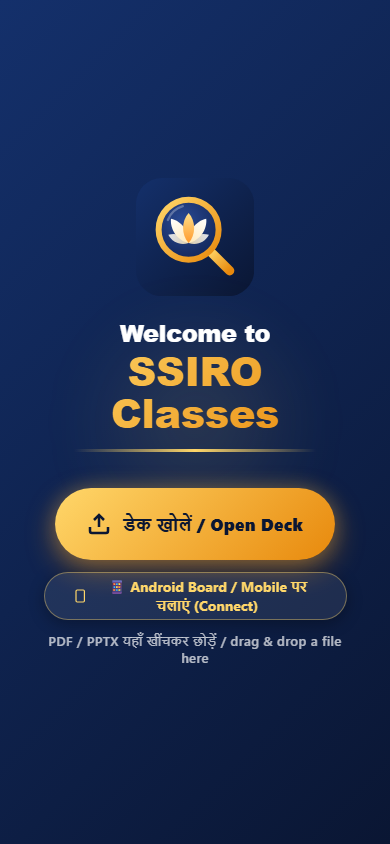 Welcome to
SSIRO
Classes
डेक खोलें / Open Deck
Android Board / Mobile पर
चलाएं (Connect)
PDF / PPTX यहाँ खींचकर छोड़ें / drag & drop a file
here